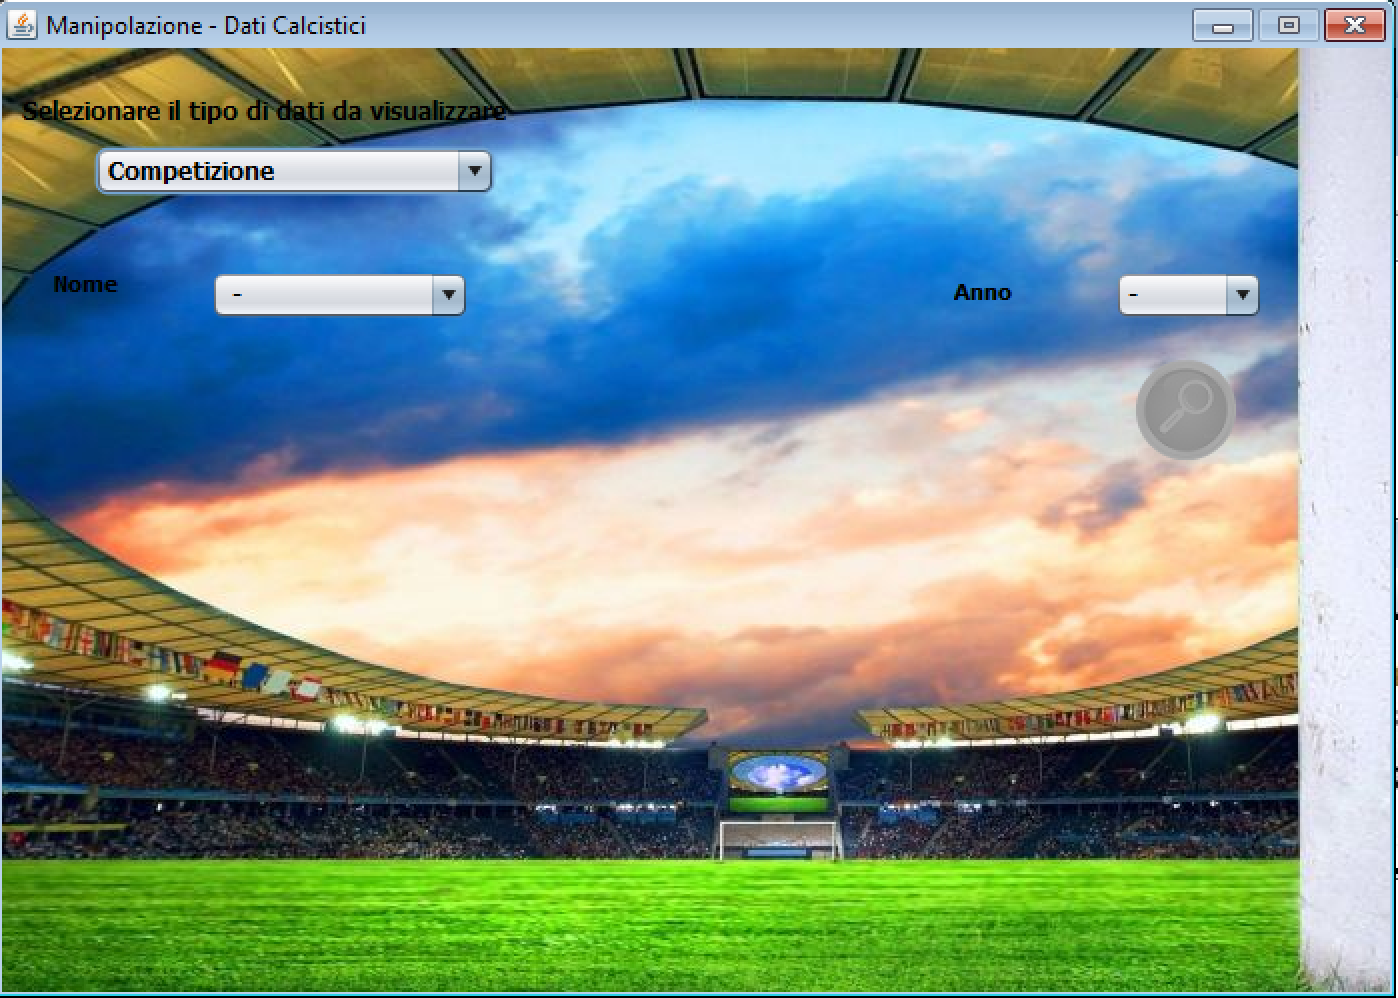 Manipolazione - Dati Calcistici
Selezionare il tipo di dati da visualizzare
Competizione
Nome
-
Anno
-